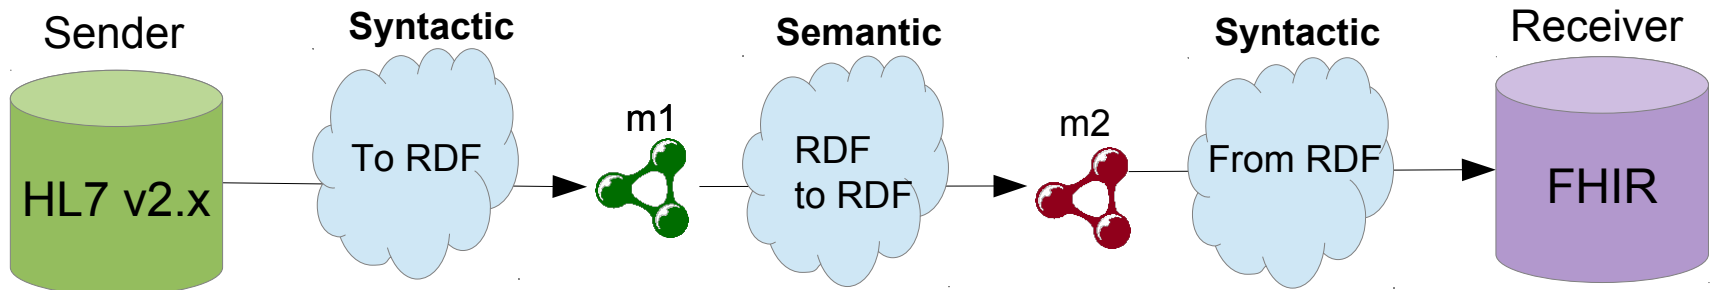 Sender
Syntactic
Semantic
Syntactic
Receiver
HL7 v2.x
To RDF
m1
RDF
to RDF
m2
From RDF
FHIR